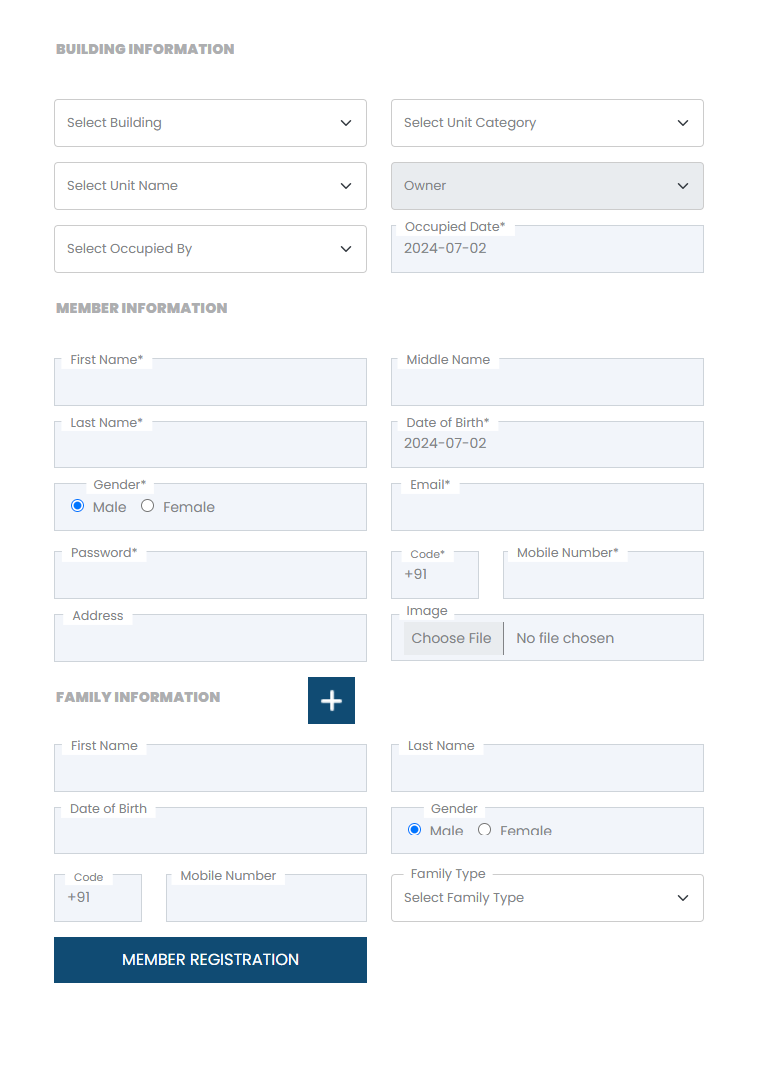 BUILDING INFORMATION
Select Building
Select Unit Category
Select Unit Name
Owner
Select Occupied By
Occupied Date*
2024-07-02
MEMBER INFORMATION
First Name*
Middle Name
Last Name*
Date of Birth*
2024-07-02
Gender*
Male Female
Email*
Password*
Code*
+91
Mobile Number*
Address
Image
Choose File No file chosen
FAMILY INFORMATION
First Name
Last Name
Date of Birth
Gender
Male Female
Code
+91
Mobile Number
Family Type
Select Family Type
MEMBER REGISTRATION